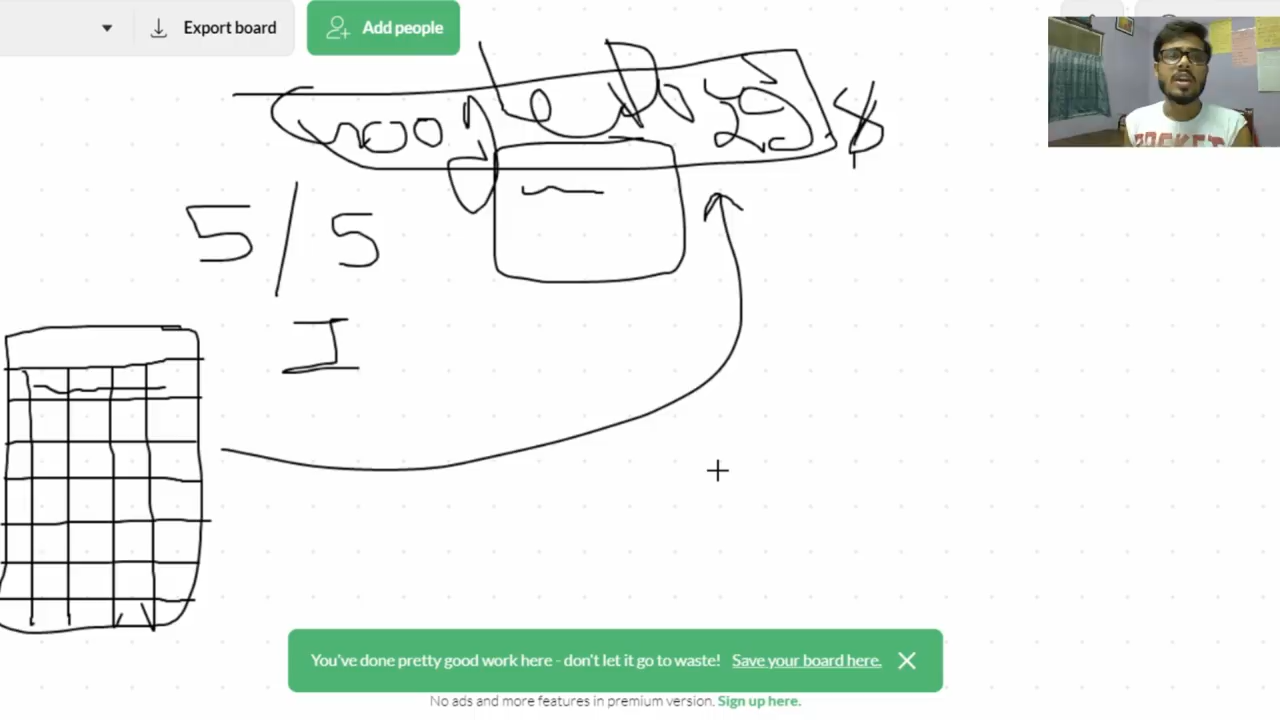 Export board
Add people
25 $
5/5
I
You've done pretty good work here - don't let it go to waste! Save your board here.
No ads and more features in premium version. Sign up here.